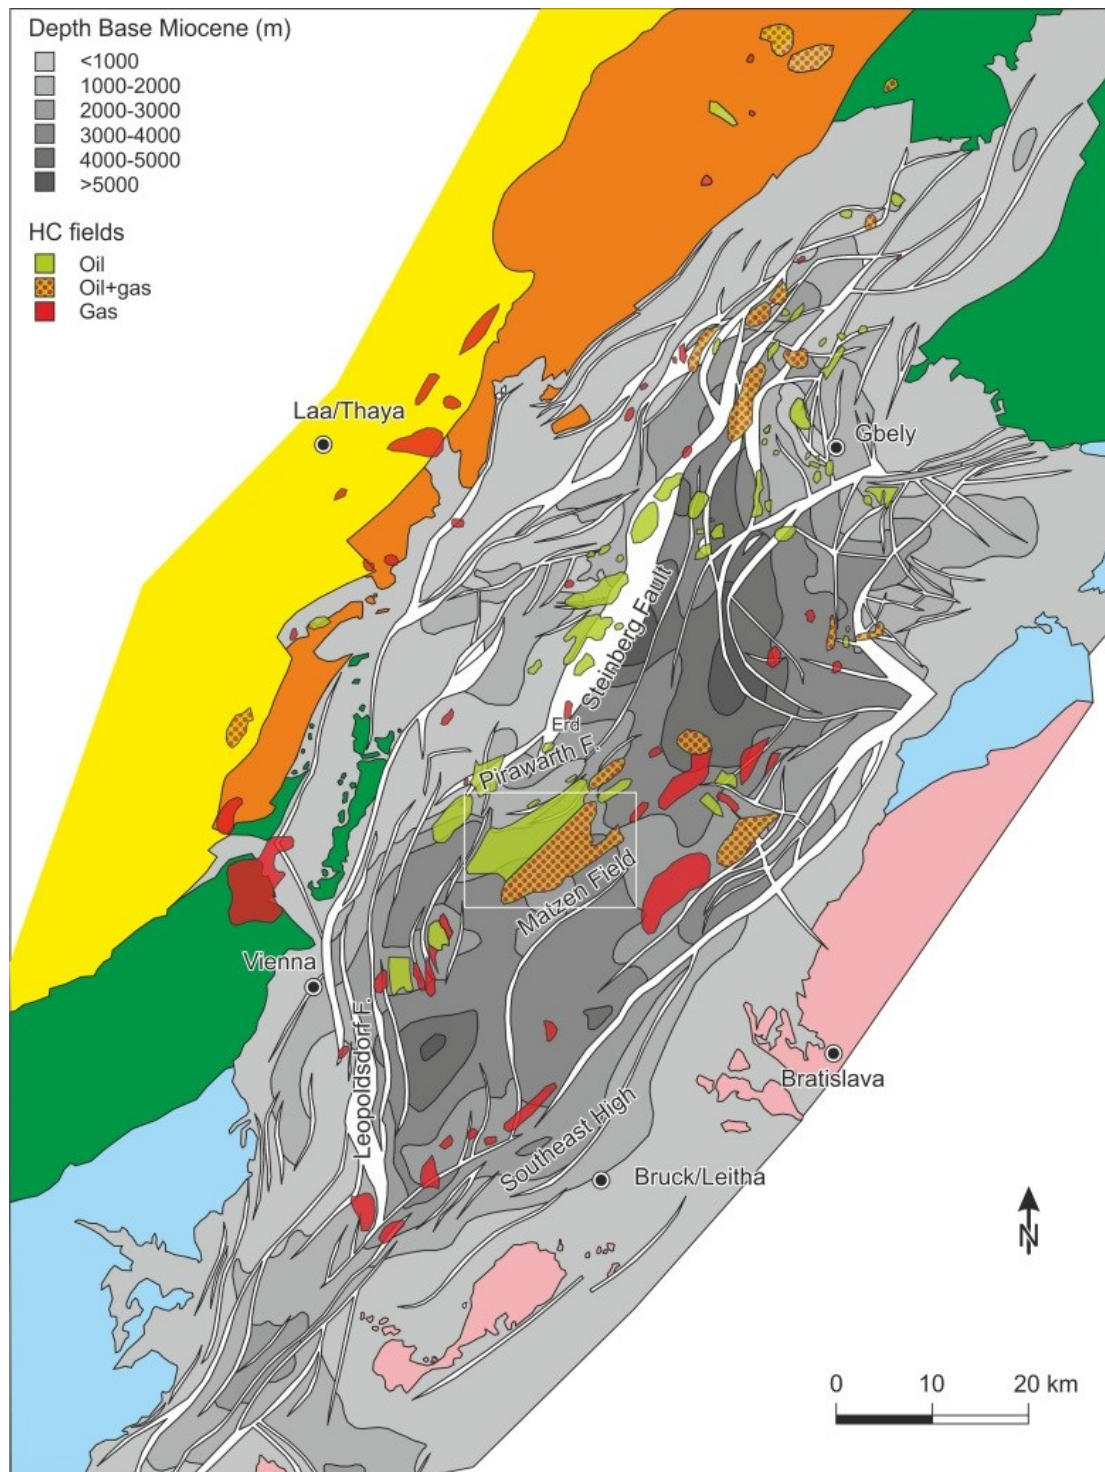 Depth Base Miocene (m)
<1000
1000-2000
2000-3000
3000-4000
4000-5000
>5000
HC fields
Oil
Oil+gas
Gas
Laa/Thaya
Gbely
Steinberg Fault
Erd
Pirawarth F.
Matzen Field
Vienna
Leopoldsdorf F.
Bratislava
Southeast High
Bruck/Leitha
N
0 10 20 km